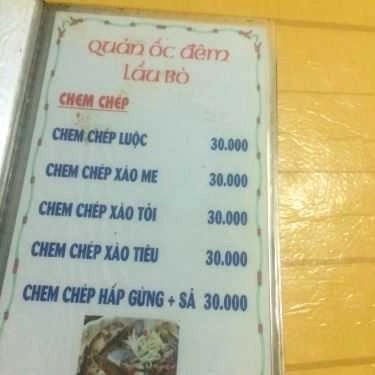 Quán Ốc Đêm
Lẩu Bò
CHEM CHÉP
CHEM CHÉP LUỘC 30.000
CHEM CHÉP XÀO ME 30.000
CHEM CHÉP XÀO TỎI 30.000
CHEM CHÉP XÀO TIÊU 30.000
CHEM CHÉP HẤP GỪNG + SẢ 30.000